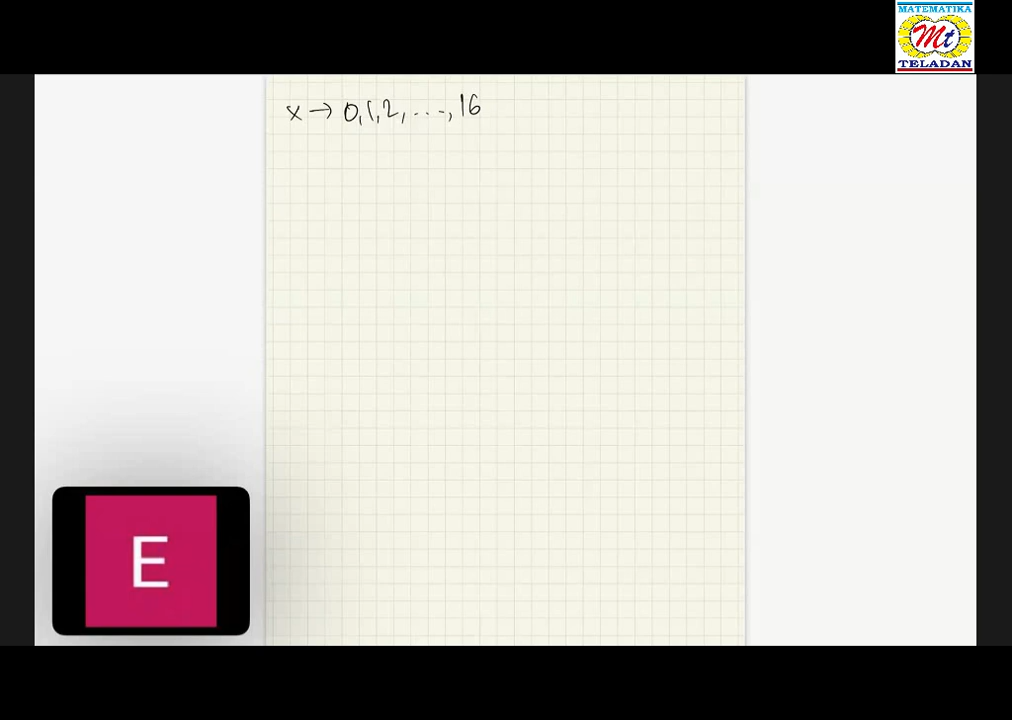 MATEMATIKA
Mt
TELADAN
x → 0, 1, 2, ..., 16
E